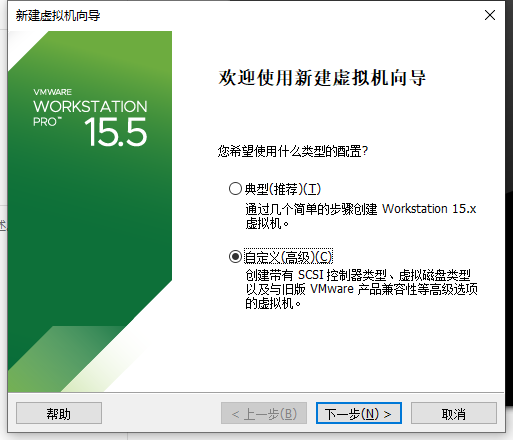 新建虚拟机向导
VMWARE
WORKSTATION
PRO™ 15.5
欢迎使用新建虚拟机向导
您希望使用什么类型的配置?
典型(推荐)(T)
通过几个简单的步骤创建 Workstation 15.x
虚拟机。
自定义(高级)(C)
创建带有 SCSI 控制器类型、虚拟磁盘类型
以及与旧版 VMware 产品兼容性等高级选项
的虚拟机。
帮助
< 上一步(B)
下一步(N) >
取消